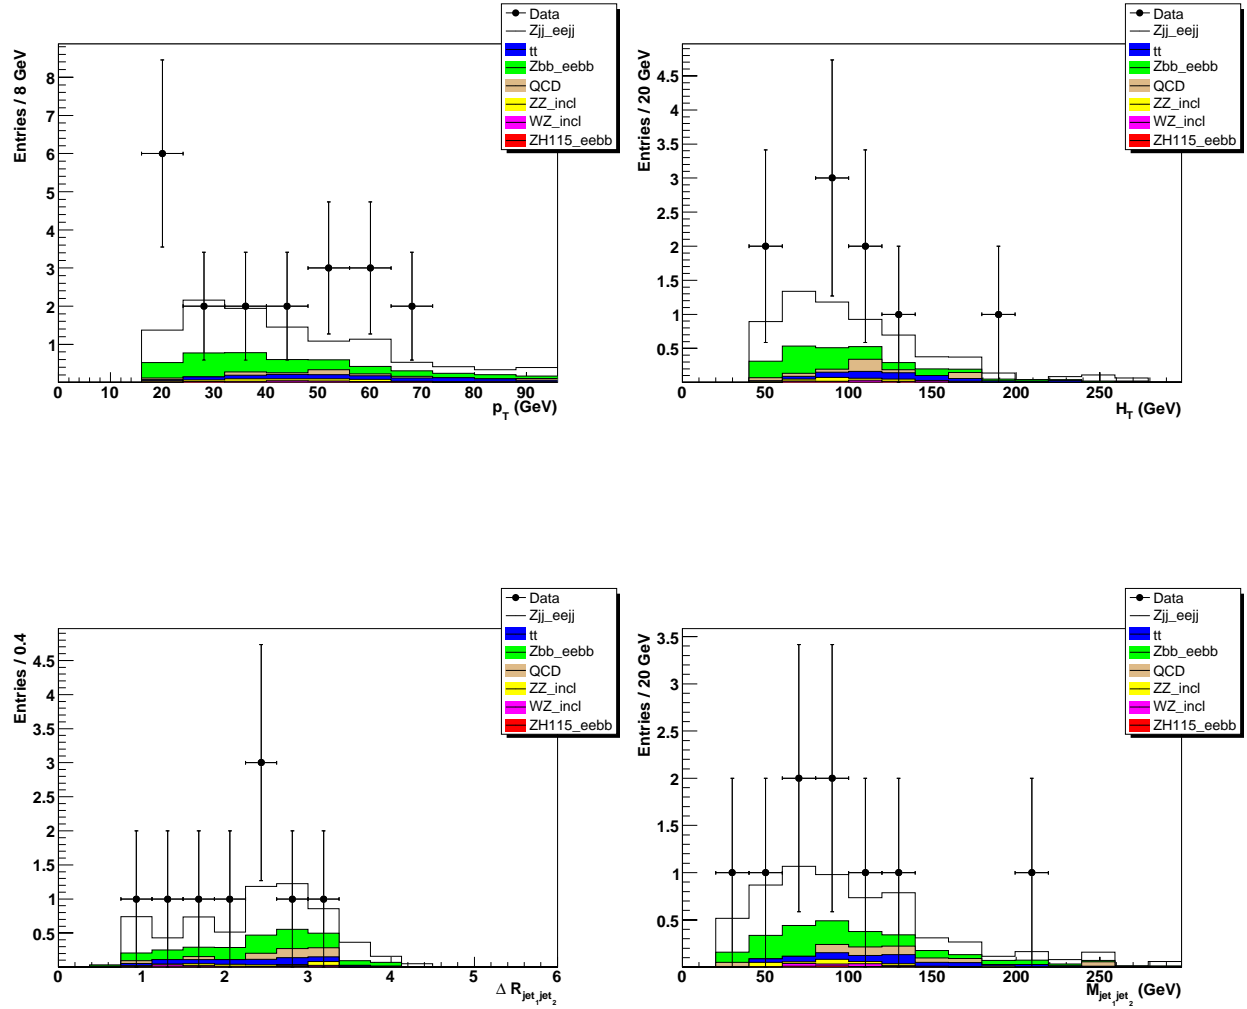 Data
Zjj_eejj
tt
Zbb_eebb
QCD
ZZ_incl
WZ_incl
ZH115_eebb
Entries / 8 GeV
8
7
6
5
4
3
2
1
0 10 20 30 40 50 60 70 80 90
p_T (GeV)
Data
Zjj_eejj
tt
Zbb_eebb
QCD
ZZ_incl
WZ_incl
ZH115_eebb
Entries / 20 GeV
4.5
4
3.5
3
2.5
2
1.5
1
0.5
0 50 100 150 200 250
H_T (GeV)
Data
Zjj_eejj
tt
Zbb_eebb
QCD
ZZ_incl
WZ_incl
ZH115_eebb
Entries / 0.4
4.5
4
3.5
3
2.5
2
1.5
1
0.5
0 1 2 3 4 5 6
Δ R_jet_1jet_2
Data
Zjj_eejj
tt
Zbb_eebb
QCD
ZZ_incl
WZ_incl
ZH115_eebb
Entries / 20 GeV
3.5
3
2.5
2
1.5
1
0.5
0 50 100 150 200 250
M_jet_1jet_2 (GeV)